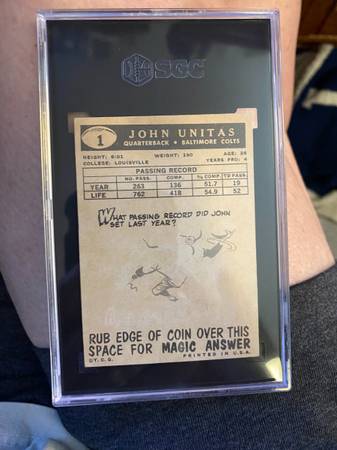 SGC
1
JOHN UNITAS
QUARTERBACK • BALTIMORE COLTS
HEIGHT: 6:01 WEIGHT: 190 AGE: 26
COLLEGE: LOUISVILLE YEARS PRO: 4
PASSING RECORD
NO. PASS. COMP. % COMP. TD PASS.
YEAR 263 136 51.7 19
LIFE 762 418 54.9 52
WHAT PASSING RECORD DID JOHN
SET LAST YEAR?
RUB EDGE OF COIN OVER THIS
SPACE FOR MAGIC ANSWER
©T.C.G. PRINTED IN U.S.A.